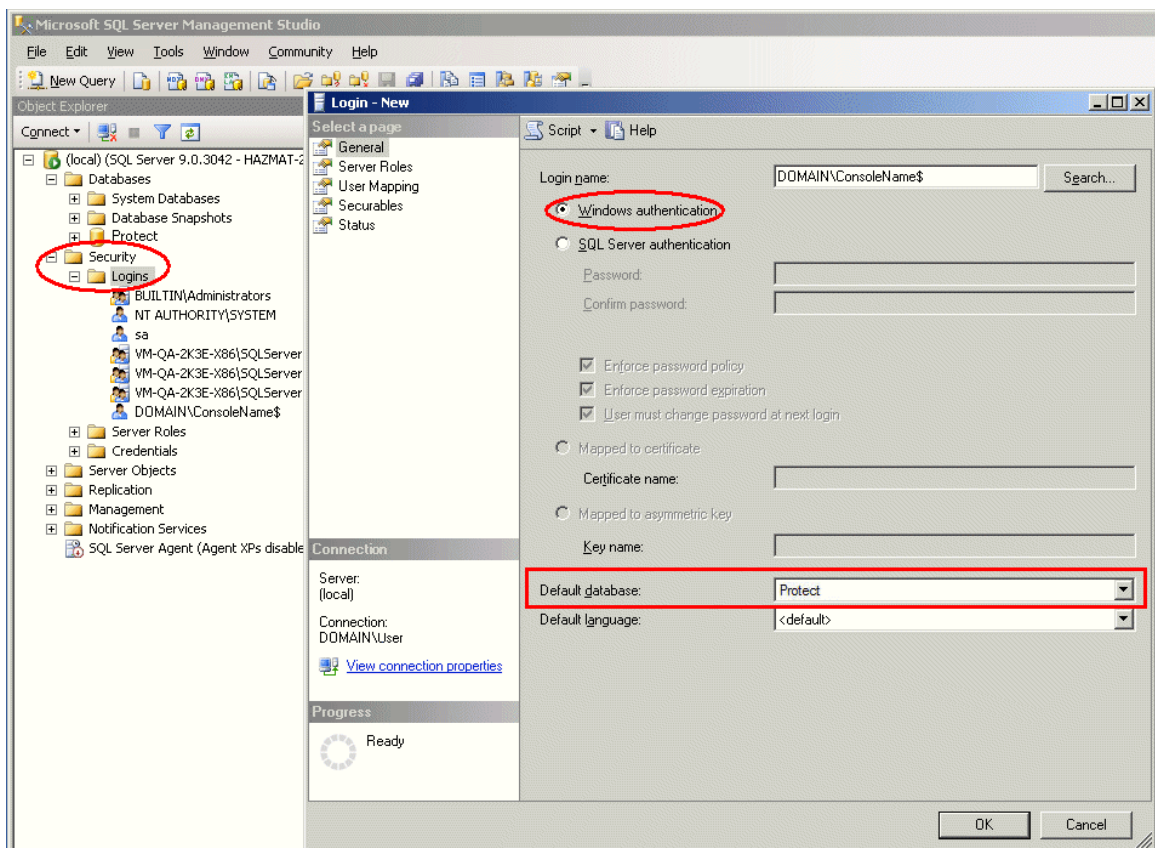 Microsoft SQL Server Management Studio
File Edit View Tools Window Community Help
New Query
Object Explorer
Connect
(local) (SQL Server 9.0.3042 - HAZMAT-2
Databases
System Databases
Database Snapshots
Protect
Security
Logins
BUILTIN\Administrators
NT AUTHORITY\SYSTEM
sa
VM-QA-2K3E-X86\SQLServer
VM-QA-2K3E-X86\SQLServer
VM-QA-2K3E-X86\SQLServer
DOMAIN\ConsoleName$
Server Roles
Credentials
Server Objects
Replication
Management
Notification Services
SQL Server Agent (Agent XPs disable
Login - New
Select a page
General
Server Roles
User Mapping
Securables
Status
Connection
Server:
(local)
Connection:
DOMAIN\User
View connection properties
Progress
Ready
Script Help
Login name: DOMAIN\ConsoleName$ Search...
Windows authentication
SQL Server authentication
Password:
Confirm password:
Enforce password policy
Enforce password expiration
User must change password at next login
Mapped to certificate
Certificate name:
Mapped to asymmetric key
Key name:
Default database: Protect
Default language: <default>
OK Cancel